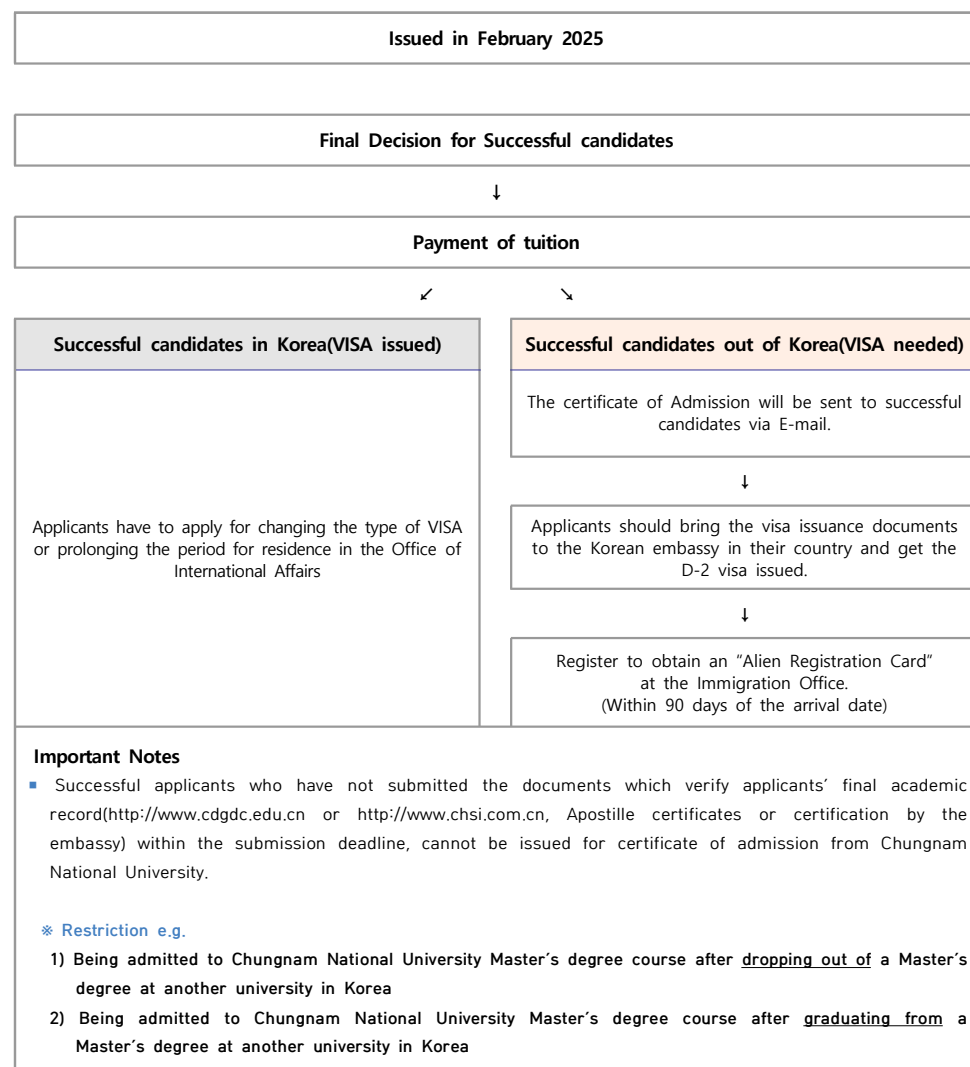 Issued in February 2025
Final Decision for Successful candidates
↓
Payment of tuition
↙ ↘
Successful candidates in Korea(VISA issued)
Applicants have to apply for changing the type of VISA
or prolonging the period for residence in the Office of
International Affairs
Successful candidates out of Korea(VISA needed)
The certificate of Admission will be sent to successful
candidates via E-mail.
↓
Applicants should bring the visa issuance documents
to the Korean embassy in their country and get the
D-2 visa issued.
↓
Register to obtain an “Alien Registration Card“
at the Immigration Office.
(Within 90 days of the arrival date)
Important Notes
▪ Successful applicants who have not submitted the documents which verify applicants’ final academic
record(http://www.cdgdc.edu.cn or http://www.chsi.com.cn, Apostille certificates or certification by the
embassy) within the submission deadline, cannot be issued for certificate of admission from Chungnam
National University.
※ Restriction e.g.
1) Being admitted to Chungnam National University Master’s degree course after dropping out of a Master’s
degree at another university in Korea
2) Being admitted to Chungnam National University Master’s degree course after graduating from a
Master’s degree at another university in Korea